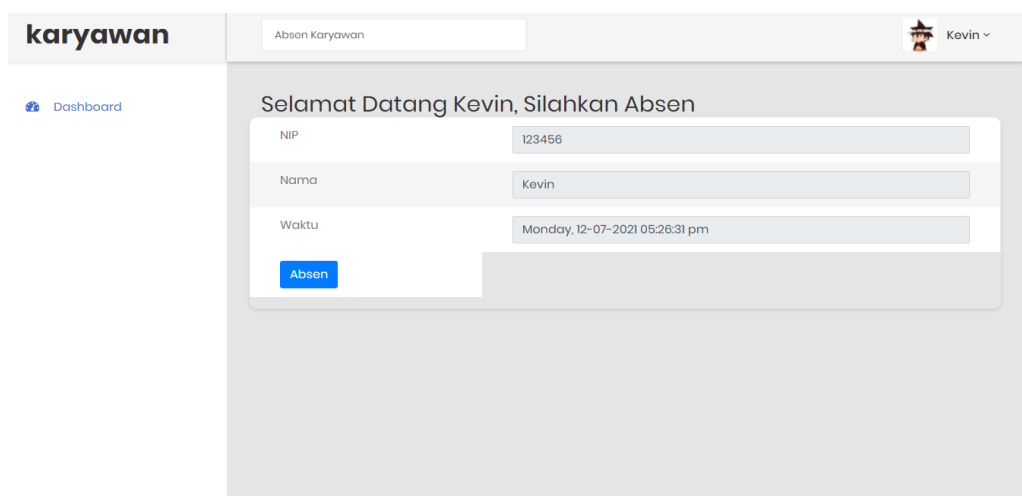 karyawan
Absen Karyawan
Kevin
Dashboard
Selamat Datang Kevin, Silahkan Absen
NIP
123456
Nama
Kevin
Waktu
Monday, 12-07-2021 05:26:31 pm
Absen